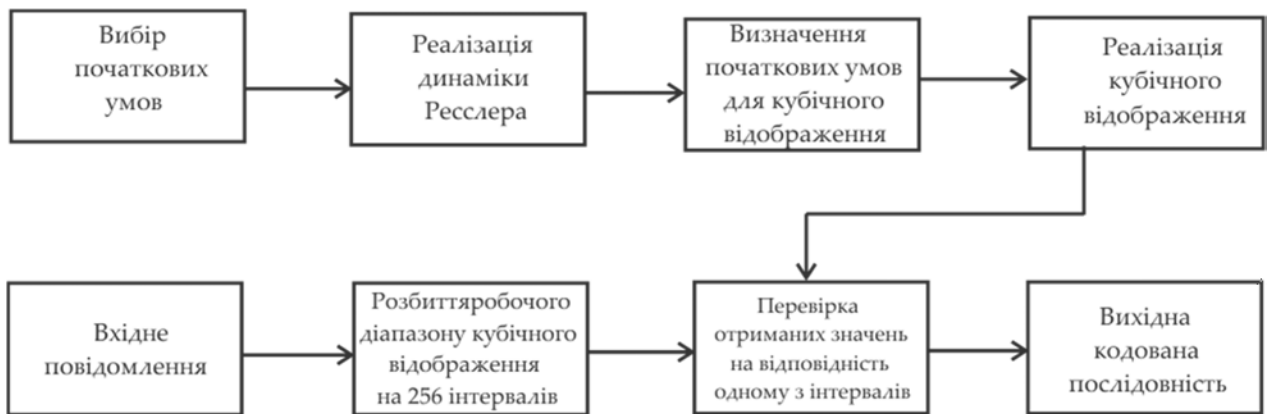 Вибір
початкових
умов
Реалізація
динаміки
Ресслера
Визначення
початкових умов
для кубічного
відображення
Реалізація
кубічного
відображення
Вхідне
повідомлення
Розбиттяробочого
діапазону кубічного
відображення
на 256 інтервалів
Перевірка
отриманих значень
на відповідність
одному з інтервалів
Вихідна
кодована
послідовність